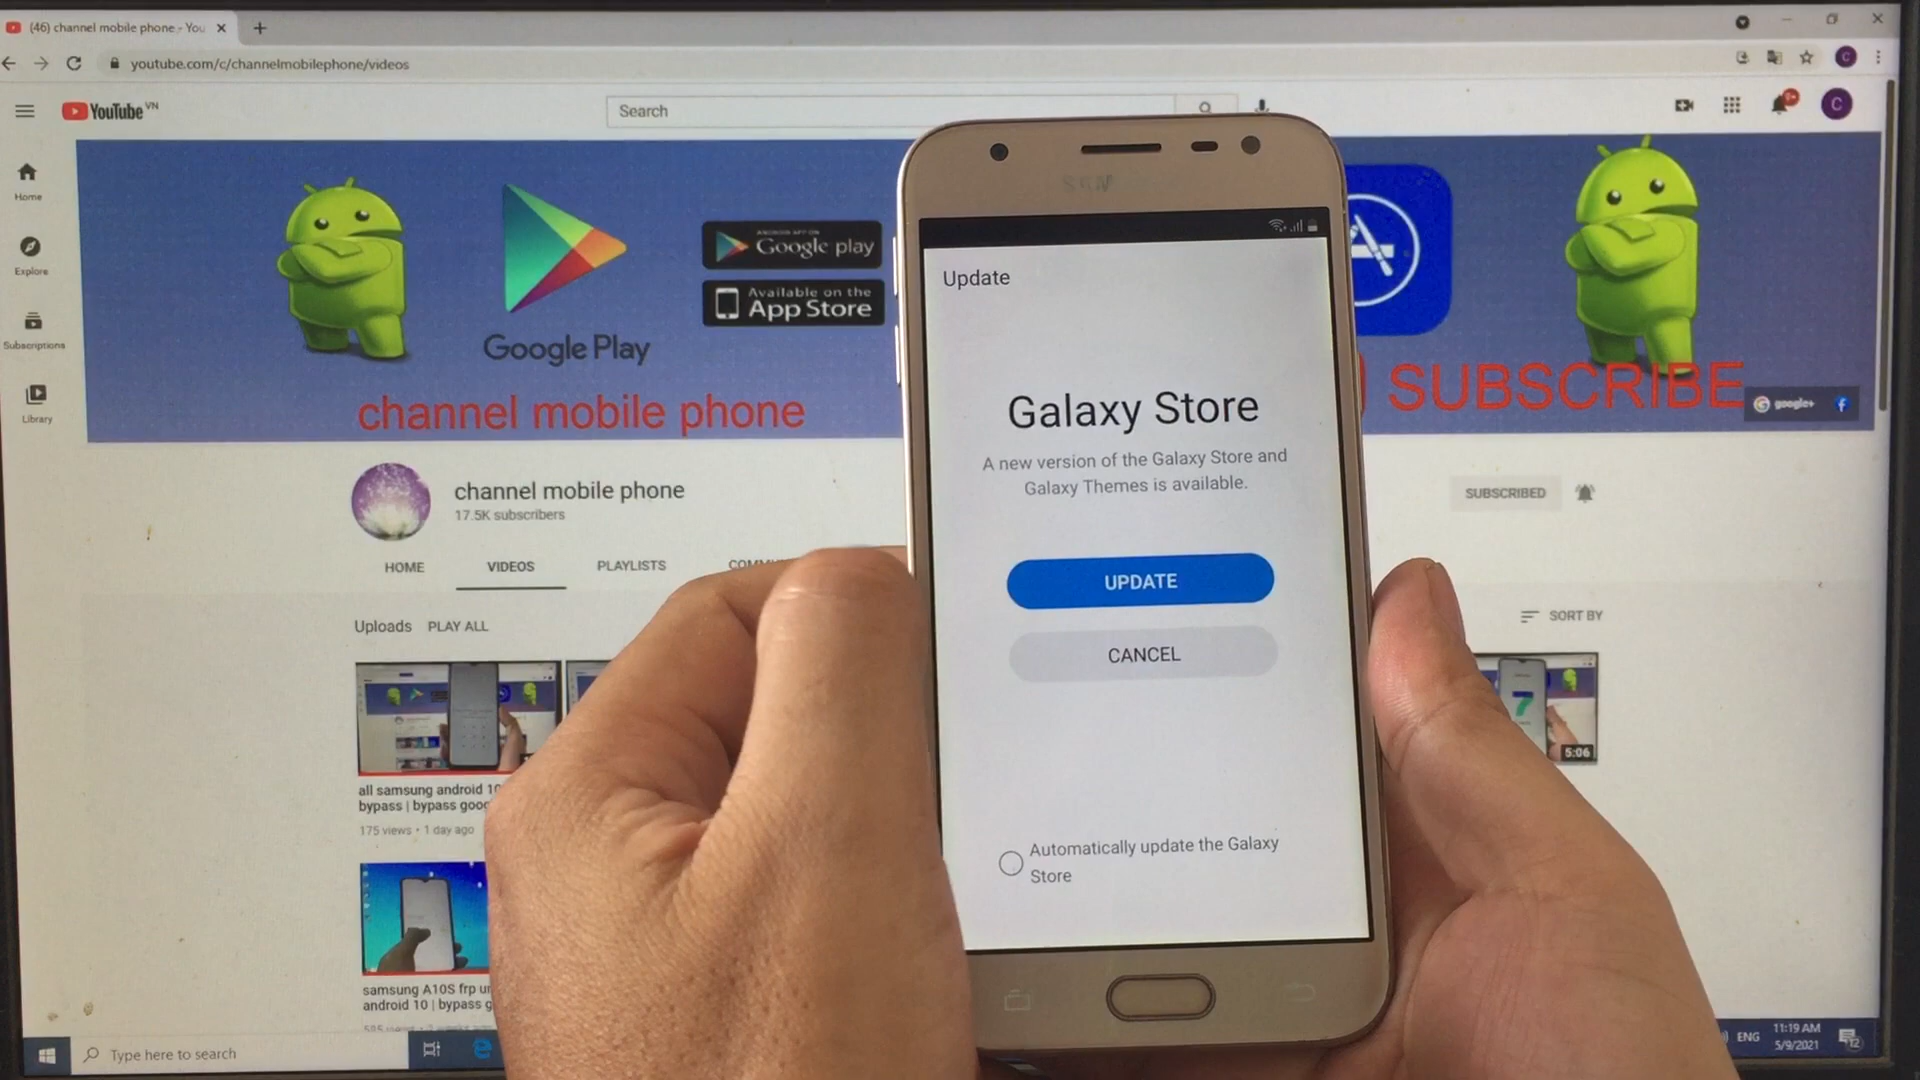 (46) channel mobile phone - You
youtube.com/c/channelmobilephone/videos
YouTube VN
Search
9+
C
C
Home
Explore
Subscriptions
Library
Google Play
ANDROID APP ON
Google play
Available on the
App Store
channel mobile phone
SUBSCRIBE
google+
channel mobile phone
17.5K subscribers
SUBSCRIBED
HOME
VIDEOS
PLAYLISTS
Uploads
PLAY ALL
SORT BY
7
5:06
all samsung android 10
bypass | bypass goo
175 views • 1 day ago
samsung A10S frp
android 10 | bypass
Type here to search
ENG
11:19 AM
5/9/2021
12
Update
Galaxy Store
A new version of the Galaxy Store and
Galaxy Themes is available.
UPDATE
CANCEL
Automatically update the Galaxy
Store